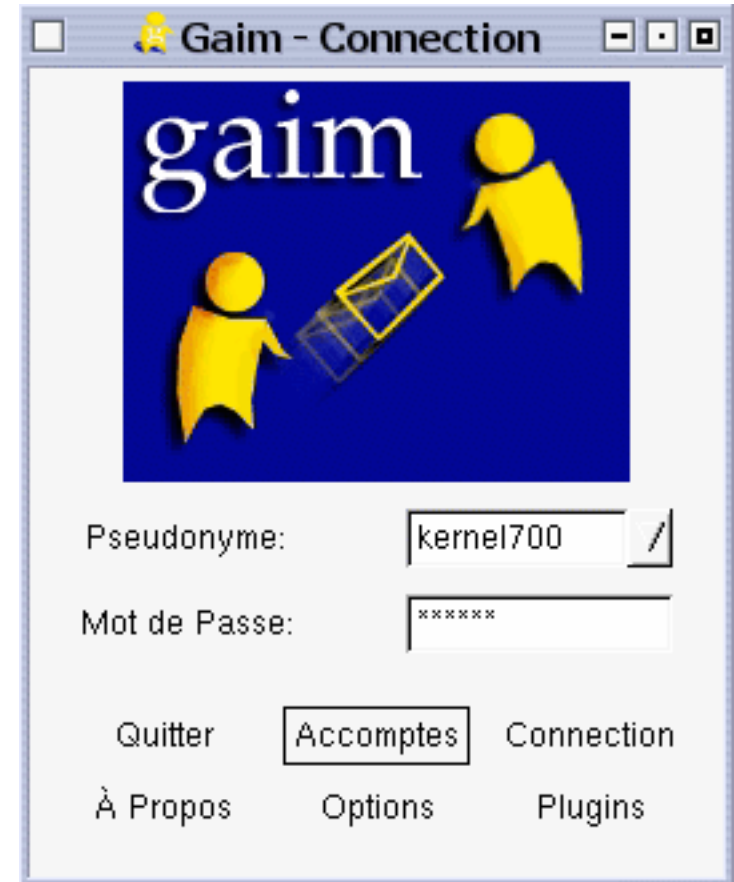 Gaim - Connection
gaim
Pseudonyme: kernel700
Mot de Passe: ******
Quitter Accomptes Connection
À Propos Options Plugins